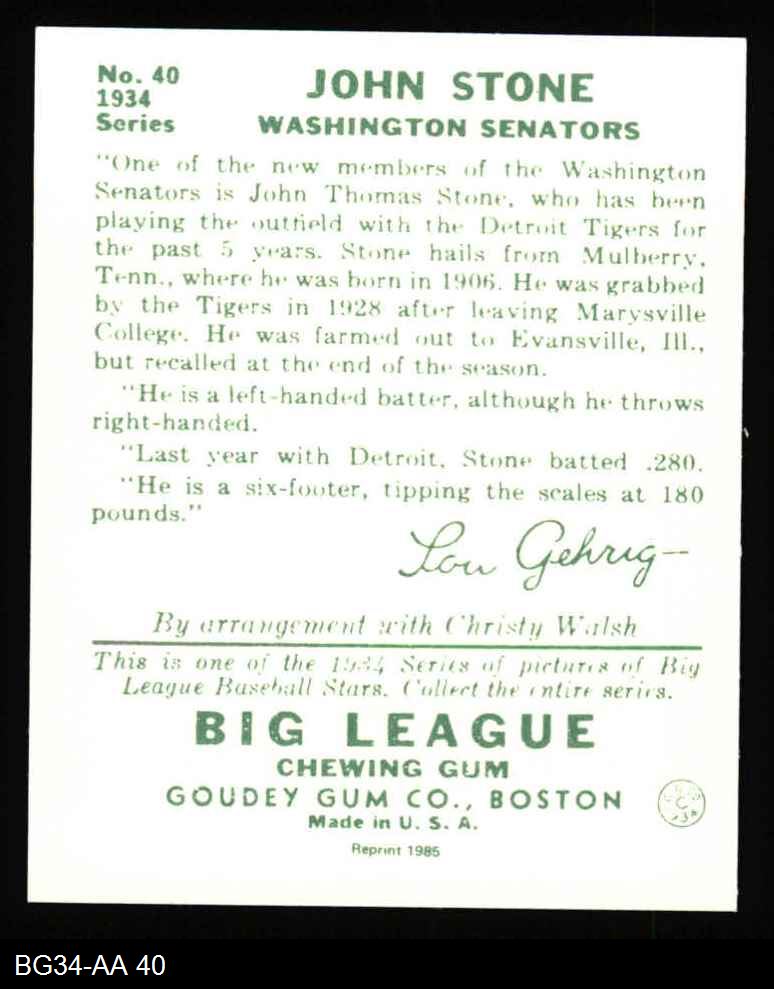 No. 40
1934
Series
JOHN STONE
WASHINGTON SENATORS
"One of the new members of the Washington
Senators is John Thomas Stone, who has been
playing the outfield with the Detroit Tigers for
the past 5 years. Stone hails from Mulberry,
Tenn., where he was born in 1906. He was grabbed
by the Tigers in 1928 after leaving Marysville
College. He was farmed out to Evansville, Ill.,
but recalled at the end of the season.
"He is a left-handed batter, although he throws
right-handed.
"Last year with Detroit, Stone batted .280.
"He is a six-footer, tipping the scales at 180
pounds."
Lou Gehrig
By arrangement with Christy Walsh
This is one of the 1934 Series of pictures of Big
League Baseball Stars. Collect the entire series.
BIG LEAGUE
CHEWING GUM
GOUDEY GUM CO., BOSTON
Made in U. S. A.
Reprint 1985
BG34-AA 40